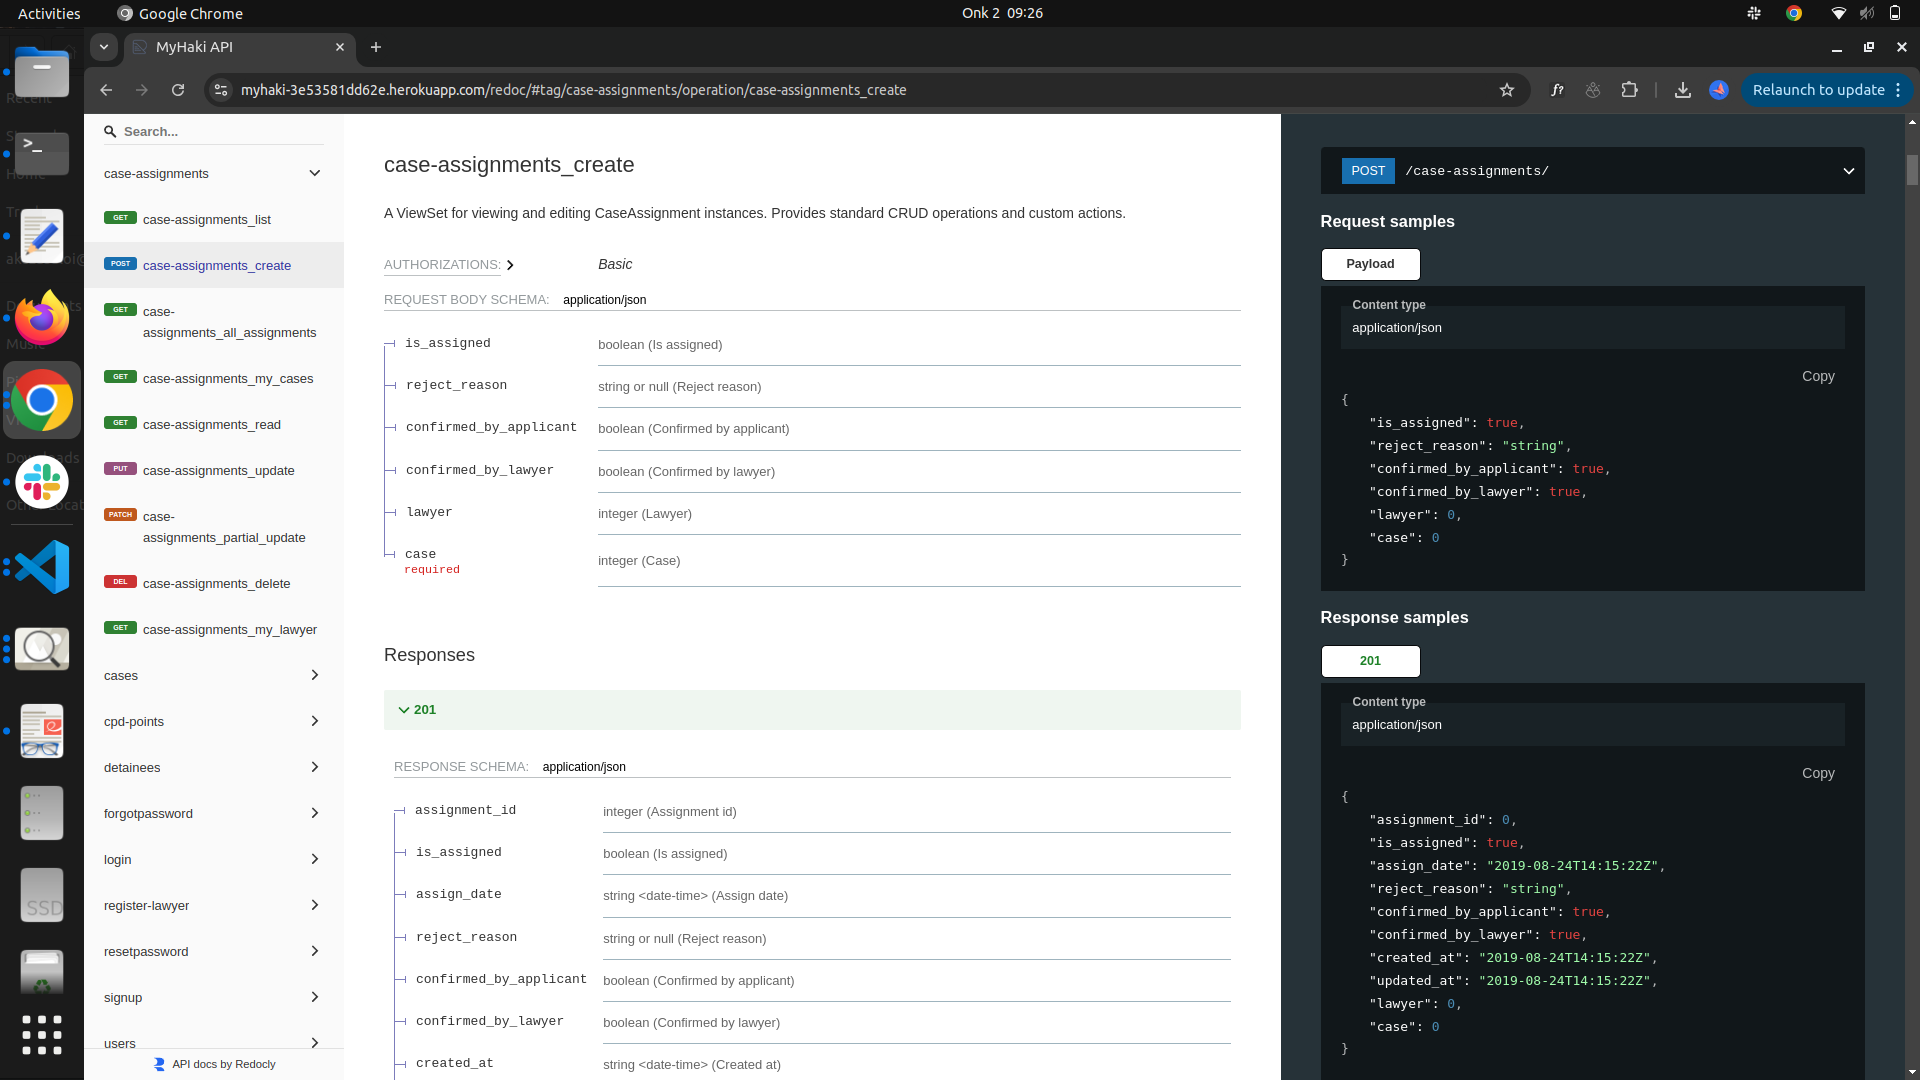 Activities
Google Chrome
Onk 2 09:26
MyHaki API
myhaki-3e53581dd62e.herokuapp.com/redoc/#tag/case-assignments/operation/case-assignments_create
Relaunch to update
Search...
case-assignments
GET case-assignments_list
POST case-assignments_create
GET case-
assignments_all_assignments
GET case-assignments_my_cases
GET case-assignments_read
PUT case-assignments_update
PATCH case-
assignments_partial_update
DEL case-assignments_delete
GET case-assignments_my_lawyer
cases
cpd-points
detainees
forgotpassword
login
register-lawyer
resetpassword
signup
users
API docs by Redocly
case-assignments_create
A ViewSet for viewing and editing CaseAssignment instances. Provides standard CRUD operations and custom actions.
AUTHORIZATIONS: Basic
REQUEST BODY SCHEMA: application/json
is_assigned boolean (Is assigned)
reject_reason string or null (Reject reason)
confirmed_by_applicant boolean (Confirmed by applicant)
confirmed_by_lawyer boolean (Confirmed by lawyer)
lawyer integer (Lawyer)
case integer (Case)
required
Responses
201
RESPONSE SCHEMA: application/json
assignment_id integer (Assignment id)
is_assigned boolean (Is assigned)
assign_date string <date-time> (Assign date)
reject_reason string or null (Reject reason)
confirmed_by_applicant boolean (Confirmed by applicant)
confirmed_by_lawyer boolean (Confirmed by lawyer)
created_at string <date-time> (Created at)
POST /case-assignments/
Request samples
Payload
Content type
application/json
Copy
{
"is_assigned": true,
"reject_reason": "string",
"confirmed_by_applicant": true,
"confirmed_by_lawyer": true,
"lawyer": 0,
"case": 0
}
Response samples
201
Content type
application/json
Copy
{
"assignment_id": 0,
"is_assigned": true,
"assign_date": "2019-08-24T14:15:22Z",
"reject_reason": "string",
"confirmed_by_applicant": true,
"confirmed_by_lawyer": true,
"created_at": "2019-08-24T14:15:22Z",
"updated_at": "2019-08-24T14:15:22Z",
"lawyer": 0,
"case": 0
}
SSD